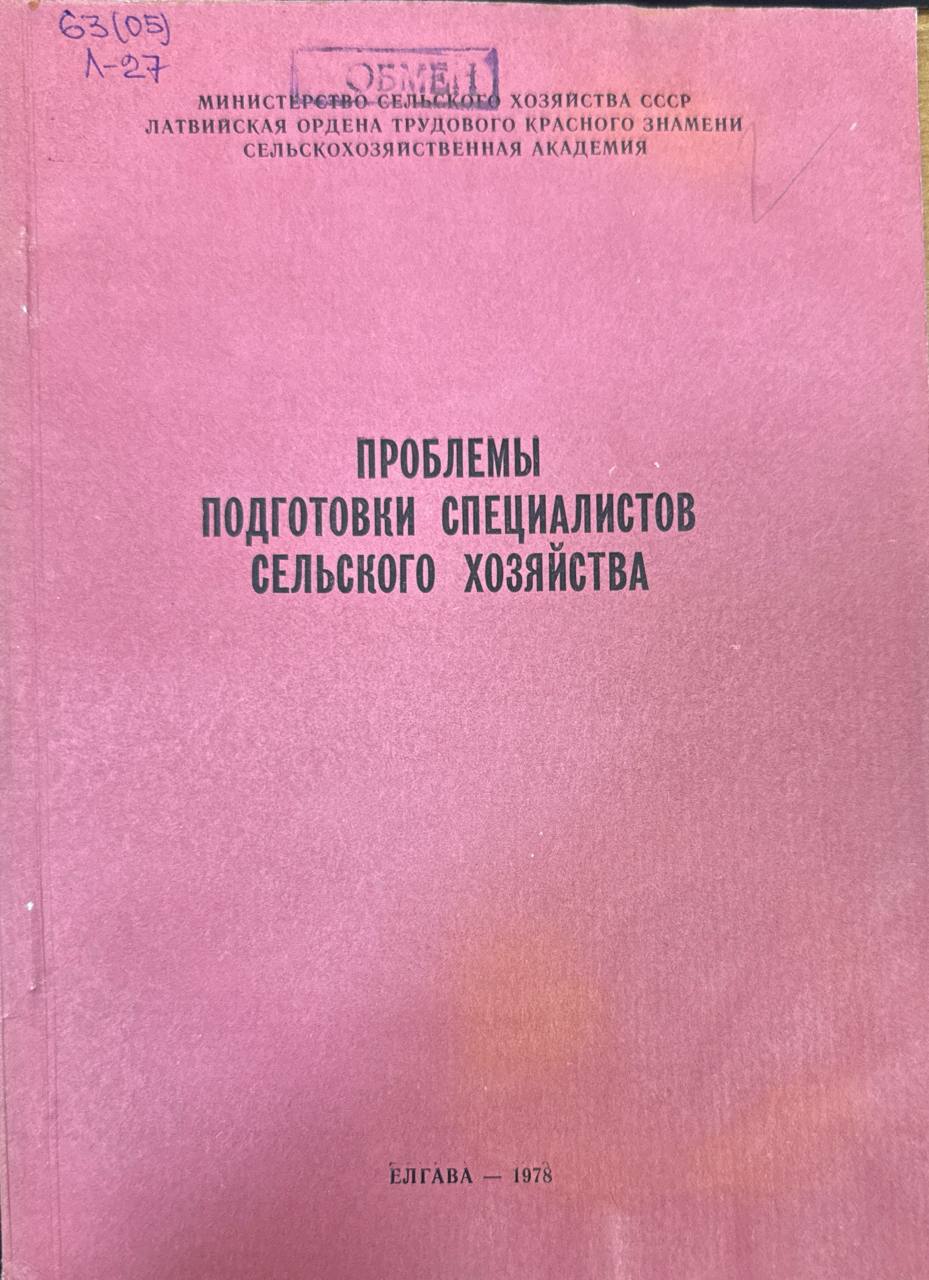 63(05)
Л-27
ОБМЕН
МИНИСТЕРСТВО СЕЛЬСКОГО ХОЗЯЙСТВА СССР
ЛАТВИЙСКАЯ ОРДЕНА ТРУДОВОГО КРАСНОГО ЗНАМЕНИ
СЕЛЬСКОХОЗЯЙСТВЕННАЯ АКАДЕМИЯ
ПРОБЛЕМЫ
ПОДГОТОВКИ СПЕЦИАЛИСТОВ
СЕЛЬСКОГО ХОЗЯЙСТВА
ЕЛГАВА — 1978